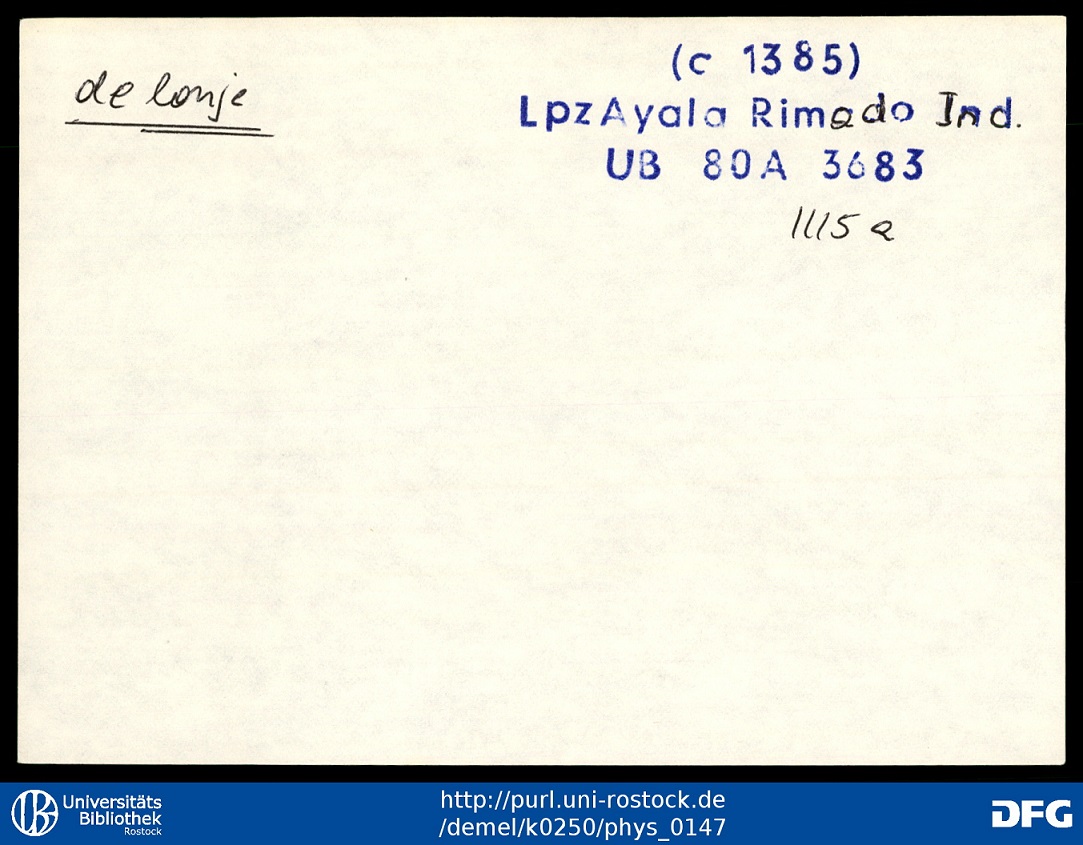 de lonje
(c 1385)
LpzAyala Rimado Ind.
UB 80A 3683
1115 a
Universitäts
Bibliothek
Rostock
http://purl.uni-rostock.de
/demel/k0250/phys_0147
DFG